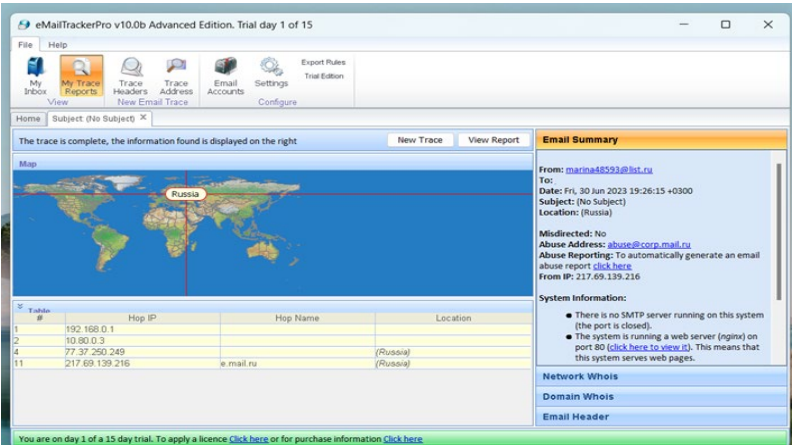 eMailTrackerPro v10.0b Advanced Edition. Trial day 1 of 15
File Help
My Inbox
My Trace Reports
Trace Headers
Trace Address
Email Accounts
Settings
Export Rules
Trial Edition
View
New Email Trace
Configure
Home
Subject: (No Subject) X
The trace is complete, the information found is displayed on the right
New Trace
View Report
Map
Russia
Table
# Hop IP Hop Name Location
1 192.168.0.1
2 10.80.0.3
4 77.37.250.249 (Russia)
11 217.69.139.216 e.mail.ru (Russia)
Email Summary
From: marina48593@list.ru
To:
Date: Fri, 30 Jun 2023 19:26:15 +0300
Subject: (No Subject)
Location: (Russia)
Misdirected: No
Abuse Address: abuse@corp.mail.ru
Abuse Reporting: To automatically generate an email
abuse report click here
From IP: 217.69.139.216
System Information:
There is no SMTP server running on this system
(the port is closed).
The system is running a web server (nginx) on
port 80 (click here to view it). This means that
this system serves web pages.
Network Whois
Domain Whois
Email Header
You are on day 1 of a 15 day trial. To apply a licence Click here or for purchase information Click here